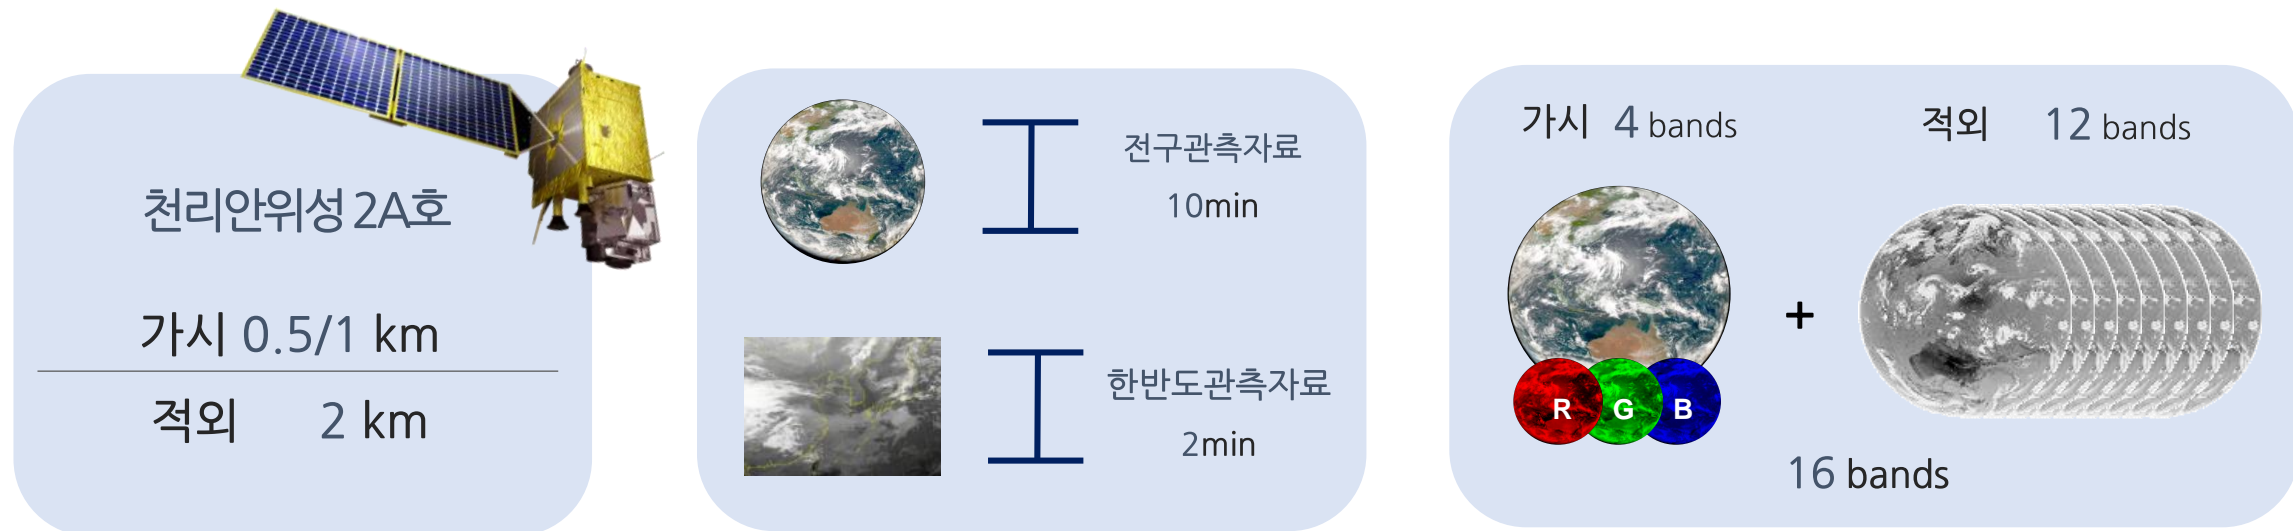 천리안위성 2A호
가시 0.5/1 km
적외 2 km
전구관측자료
10min
한반도관측자료
2min
가시 4 bands
적외 12 bands
R G B
+
16 bands